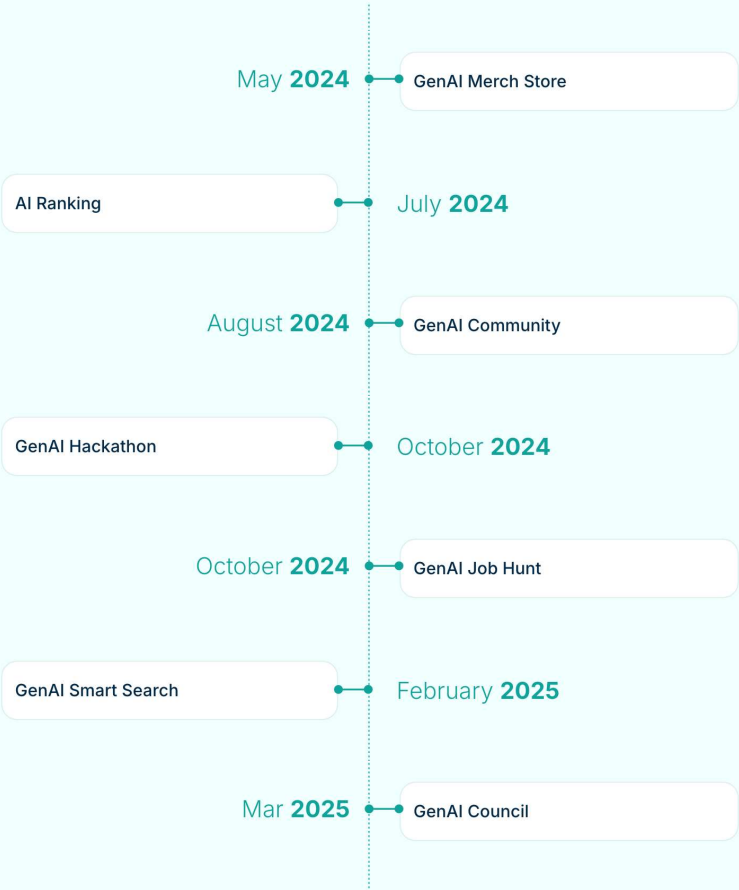 May 2024
GenAI Merch Store
AI Ranking
July 2024
August 2024
GenAI Community
GenAI Hackathon
October 2024
October 2024
GenAI Job Hunt
GenAI Smart Search
February 2025
Mar 2025
GenAI Council